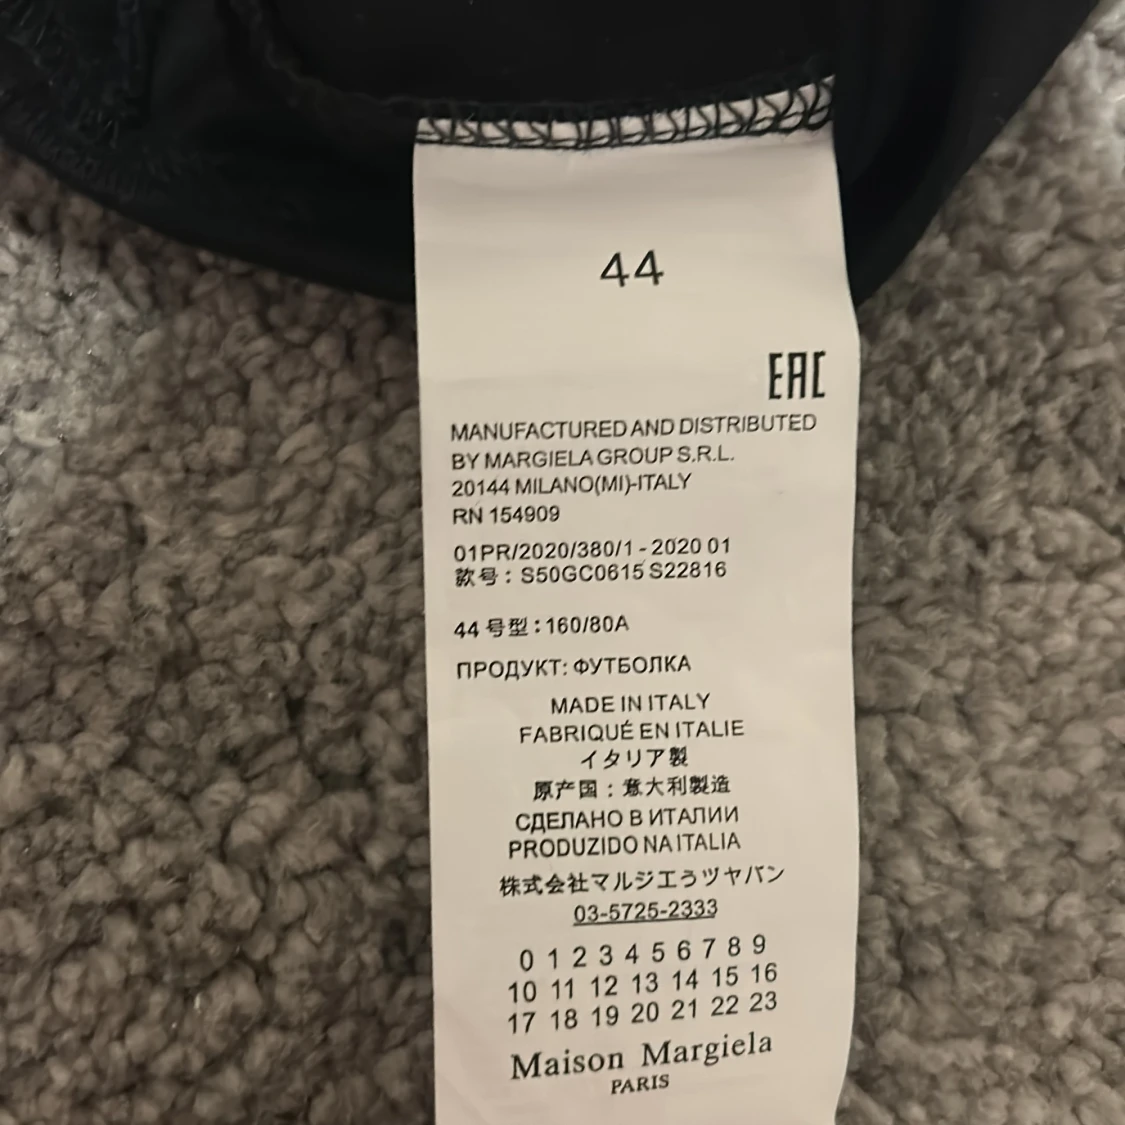 44
EAC
MANUFACTURED AND DISTRIBUTED
BY MARGIELA GROUP S.R.L.
20144 MILANO(MI)-ITALY
RN 154909
01PR/2020/380/1 - 2020 01
款号：S50GC0615 S22816
44 号型：160/80A
ПРОДУКТ: ФУТБОЛКА
MADE IN ITALY
FABRIQUÉ EN ITALIE
イタリア製
原产国：意大利製造
СДЕЛАНО В ИТАЛИИ
PRODUZIDO NA ITALIA
株式会社マルジエうツヤバン
03-5725-2333
0 1 2 3 4 5 6 7 8 9
10 11 12 13 14 15 16
17 18 19 20 21 22 23
Maison Margiela
PARIS